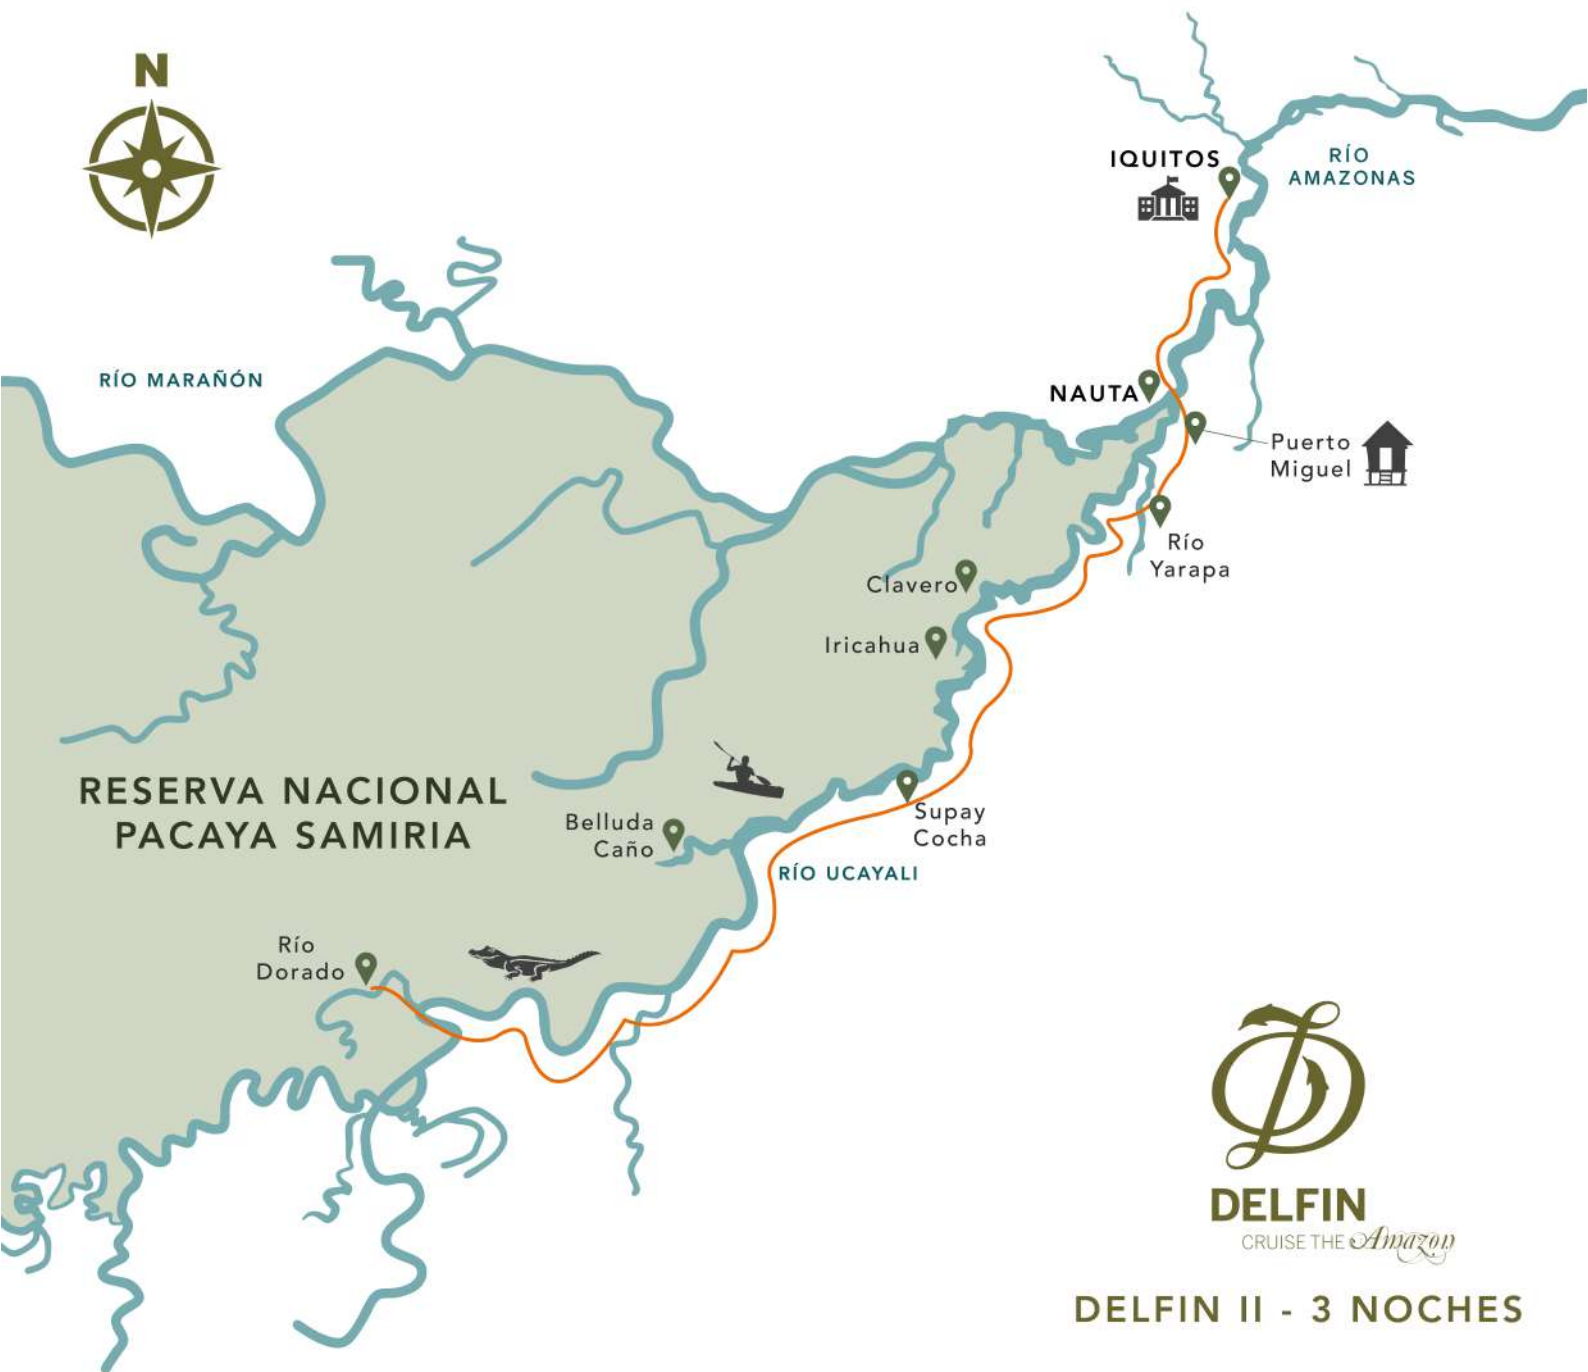 N
IQUITOS
RÍO
AMAZONAS
RÍO MARAÑÓN
NAUTA
Puerto
Miguel
Río
Yarapa
Clavero
Iricahua
RESERVA NACIONAL
PACAYA SAMIRIA
Belluda
Caño
Supay
Cocha
RÍO UCAYALI
Río
Dorado
DELFIN
CRUISE THE Amazon
DELFIN II - 3 NOCHES